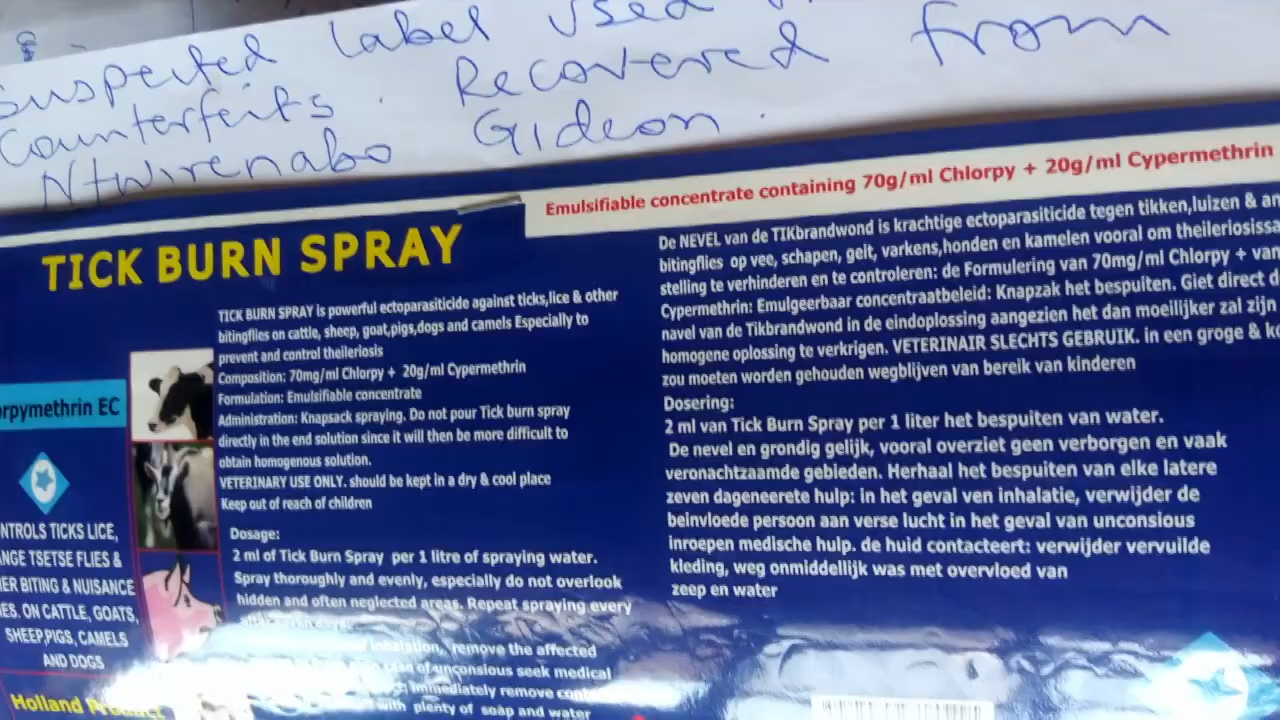 Suspected label used
Counterfeits. Recovered from
Ntwirenabo Gideon.
Emulsifiable concentrate containing 70g/ml Chlorpy + 20g/ml Cypermethrin
TICK BURN SPRAY
TICK BURN SPRAY is powerful ectoparasiticide against ticks,lice & other
bitingflies on cattle, sheep, goat,pigs,dogs and camels Especially to
prevent and control theileriosis
Composition: 70mg/ml Chlorpy + 20g/ml Cypermethrin
Formulation: Emulsifiable concentrate
Administration: Knapsack spraying. Do not pour Tick burn spray
directly in the end solution since it will then be more difficult to
obtain homogenous solution.
VETERINARY USE ONLY. should be kept in a dry & cool place
Keep out of reach of children
Dosage:
2 ml of Tick Burn Spray per 1 litre of spraying water.
Spray thoroughly and evenly, especially do not overlook
hidden and often neglected areas. Repeat spraying every
inhalation, remove the affected
of unconsious seek medical
immediately remove
with plenty of soap and water
De NEVEL van de TIKbrandwond is krachtige ectoparasiticide tegen tikken,luizen &
bitingflies op vee, schapen, geit, varkens,honden en kamelen vooral om theileriosissa
stelling te verhinderen en te controleren: de Formulering van 70mg/ml Chlorpy + van
Cypermethrin: Emulgeerbaar concentraatbeleid: Knapzak het bespuiten. Giet direct
navel van de Tikbrandwond in de eindoplossing aangezien het dan moeilijker zal zijn
homogene oplossing te verkrigen. VETERINAIR SLECHTS GEBRUIK. in een groge &
zou moeten worden gehouden wegblijven van bereik van kinderen
Dosering:
2 ml van Tick Burn Spray per 1 liter het bespuiten van water.
De nevel en grondig gelijk, vooral overziet geen verborgen en vaak
veronachtzaamde gebieden. Herhaal het bespuiten van elke latere
zeven dageneerete hulp: in het geval ven inhalatie, verwijder de
beinvloede persoon aan verse lucht in het geval van unconsious
inroepen medische hulp. de huid contacteert: verwijder vervuilde
kleding, weg onmiddellijk was met overvloed van
zeep en water
orpymethrin EC
NTROLS TICKS LICE,
NGE TSETSE FLIES &
ER BITING & NUISANCE
ES. ON CATTLE, GOATS,
SHEEP,PIGS, CAMELS
AND DOGS
Holland